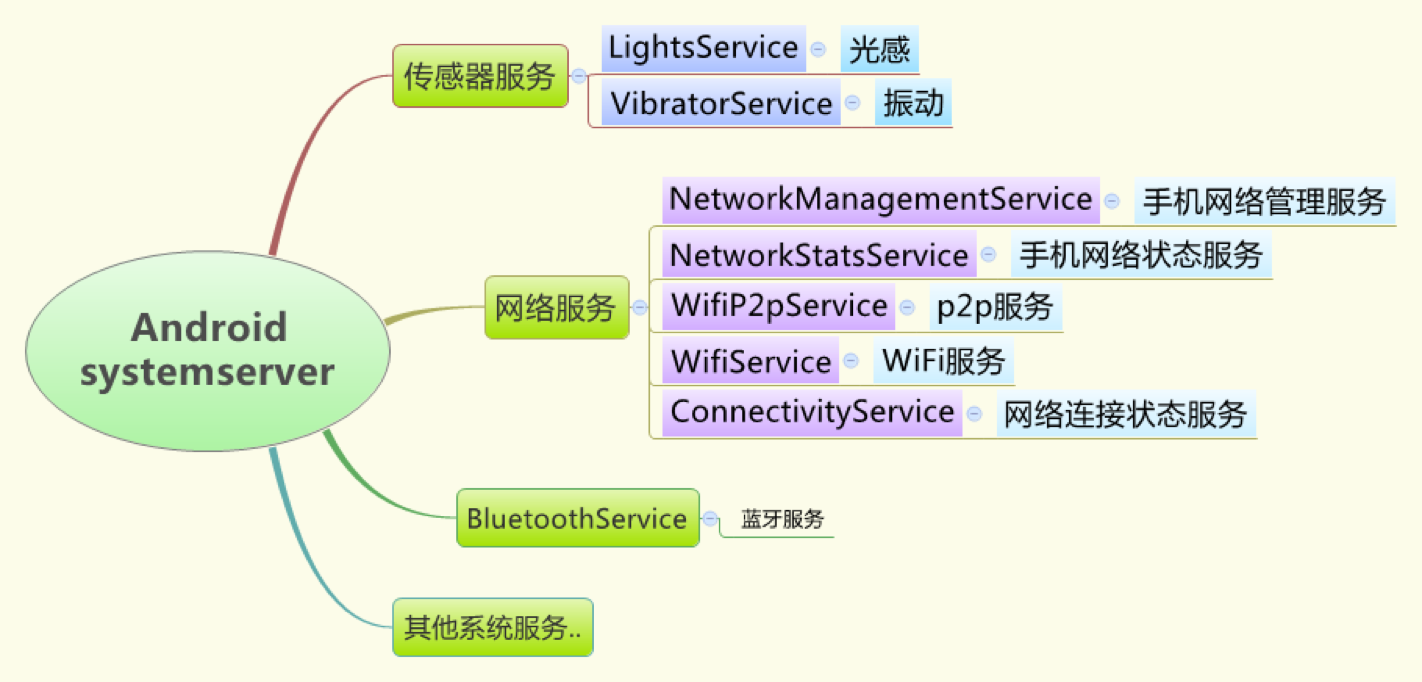 Android
systemserver
传感器服务
LightsService
光感
VibratorService
振动
网络服务
NetworkManagementService
手机网络管理服务
NetworkStatsService
手机网络状态服务
WifiP2pService
p2p服务
WifiService
WiFi服务
ConnectivityService
网络连接状态服务
BluetoothService
蓝牙服务
其他系统服务..